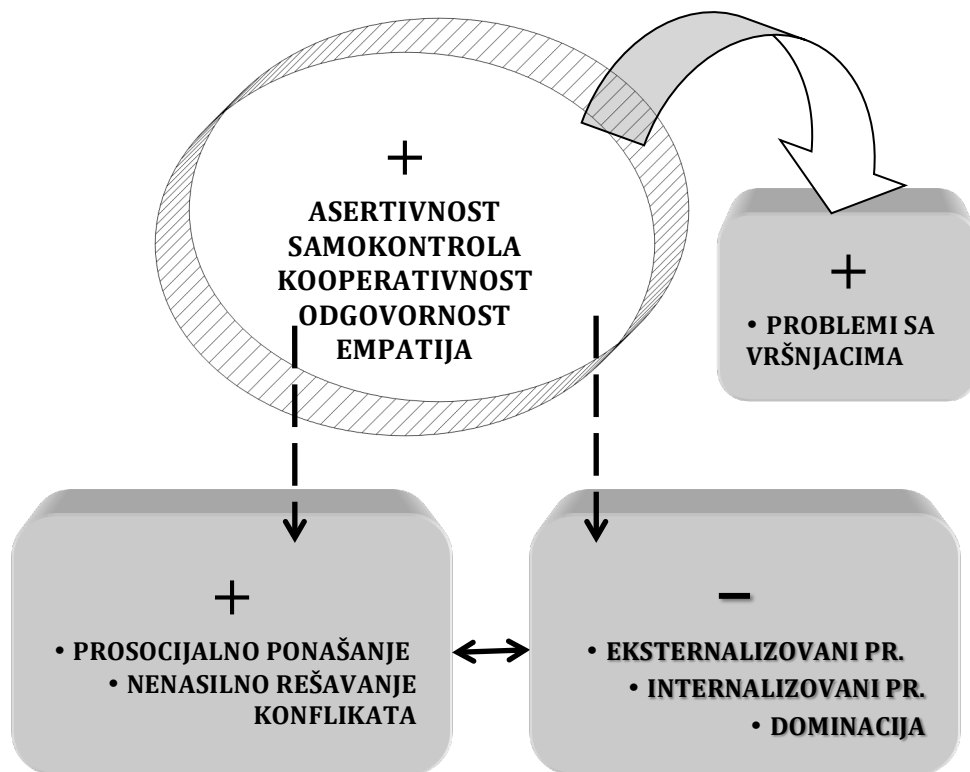 +
ASERTIVNOST
SAMOKONTROLA
KOOPERATIVNOST
ODGOVORNOST
EMPATIJA
+
• PROBLEMI SA
VRŠNJACIMA
+
• PROSOCIJALNO PONAŠANJE
• NENASILNO REŠAVANJE
KONFLIKATA
–
• EKSTERNALIZOVANI PR.
• INTERNALIZOVANI PR.
• DOMINACIJA